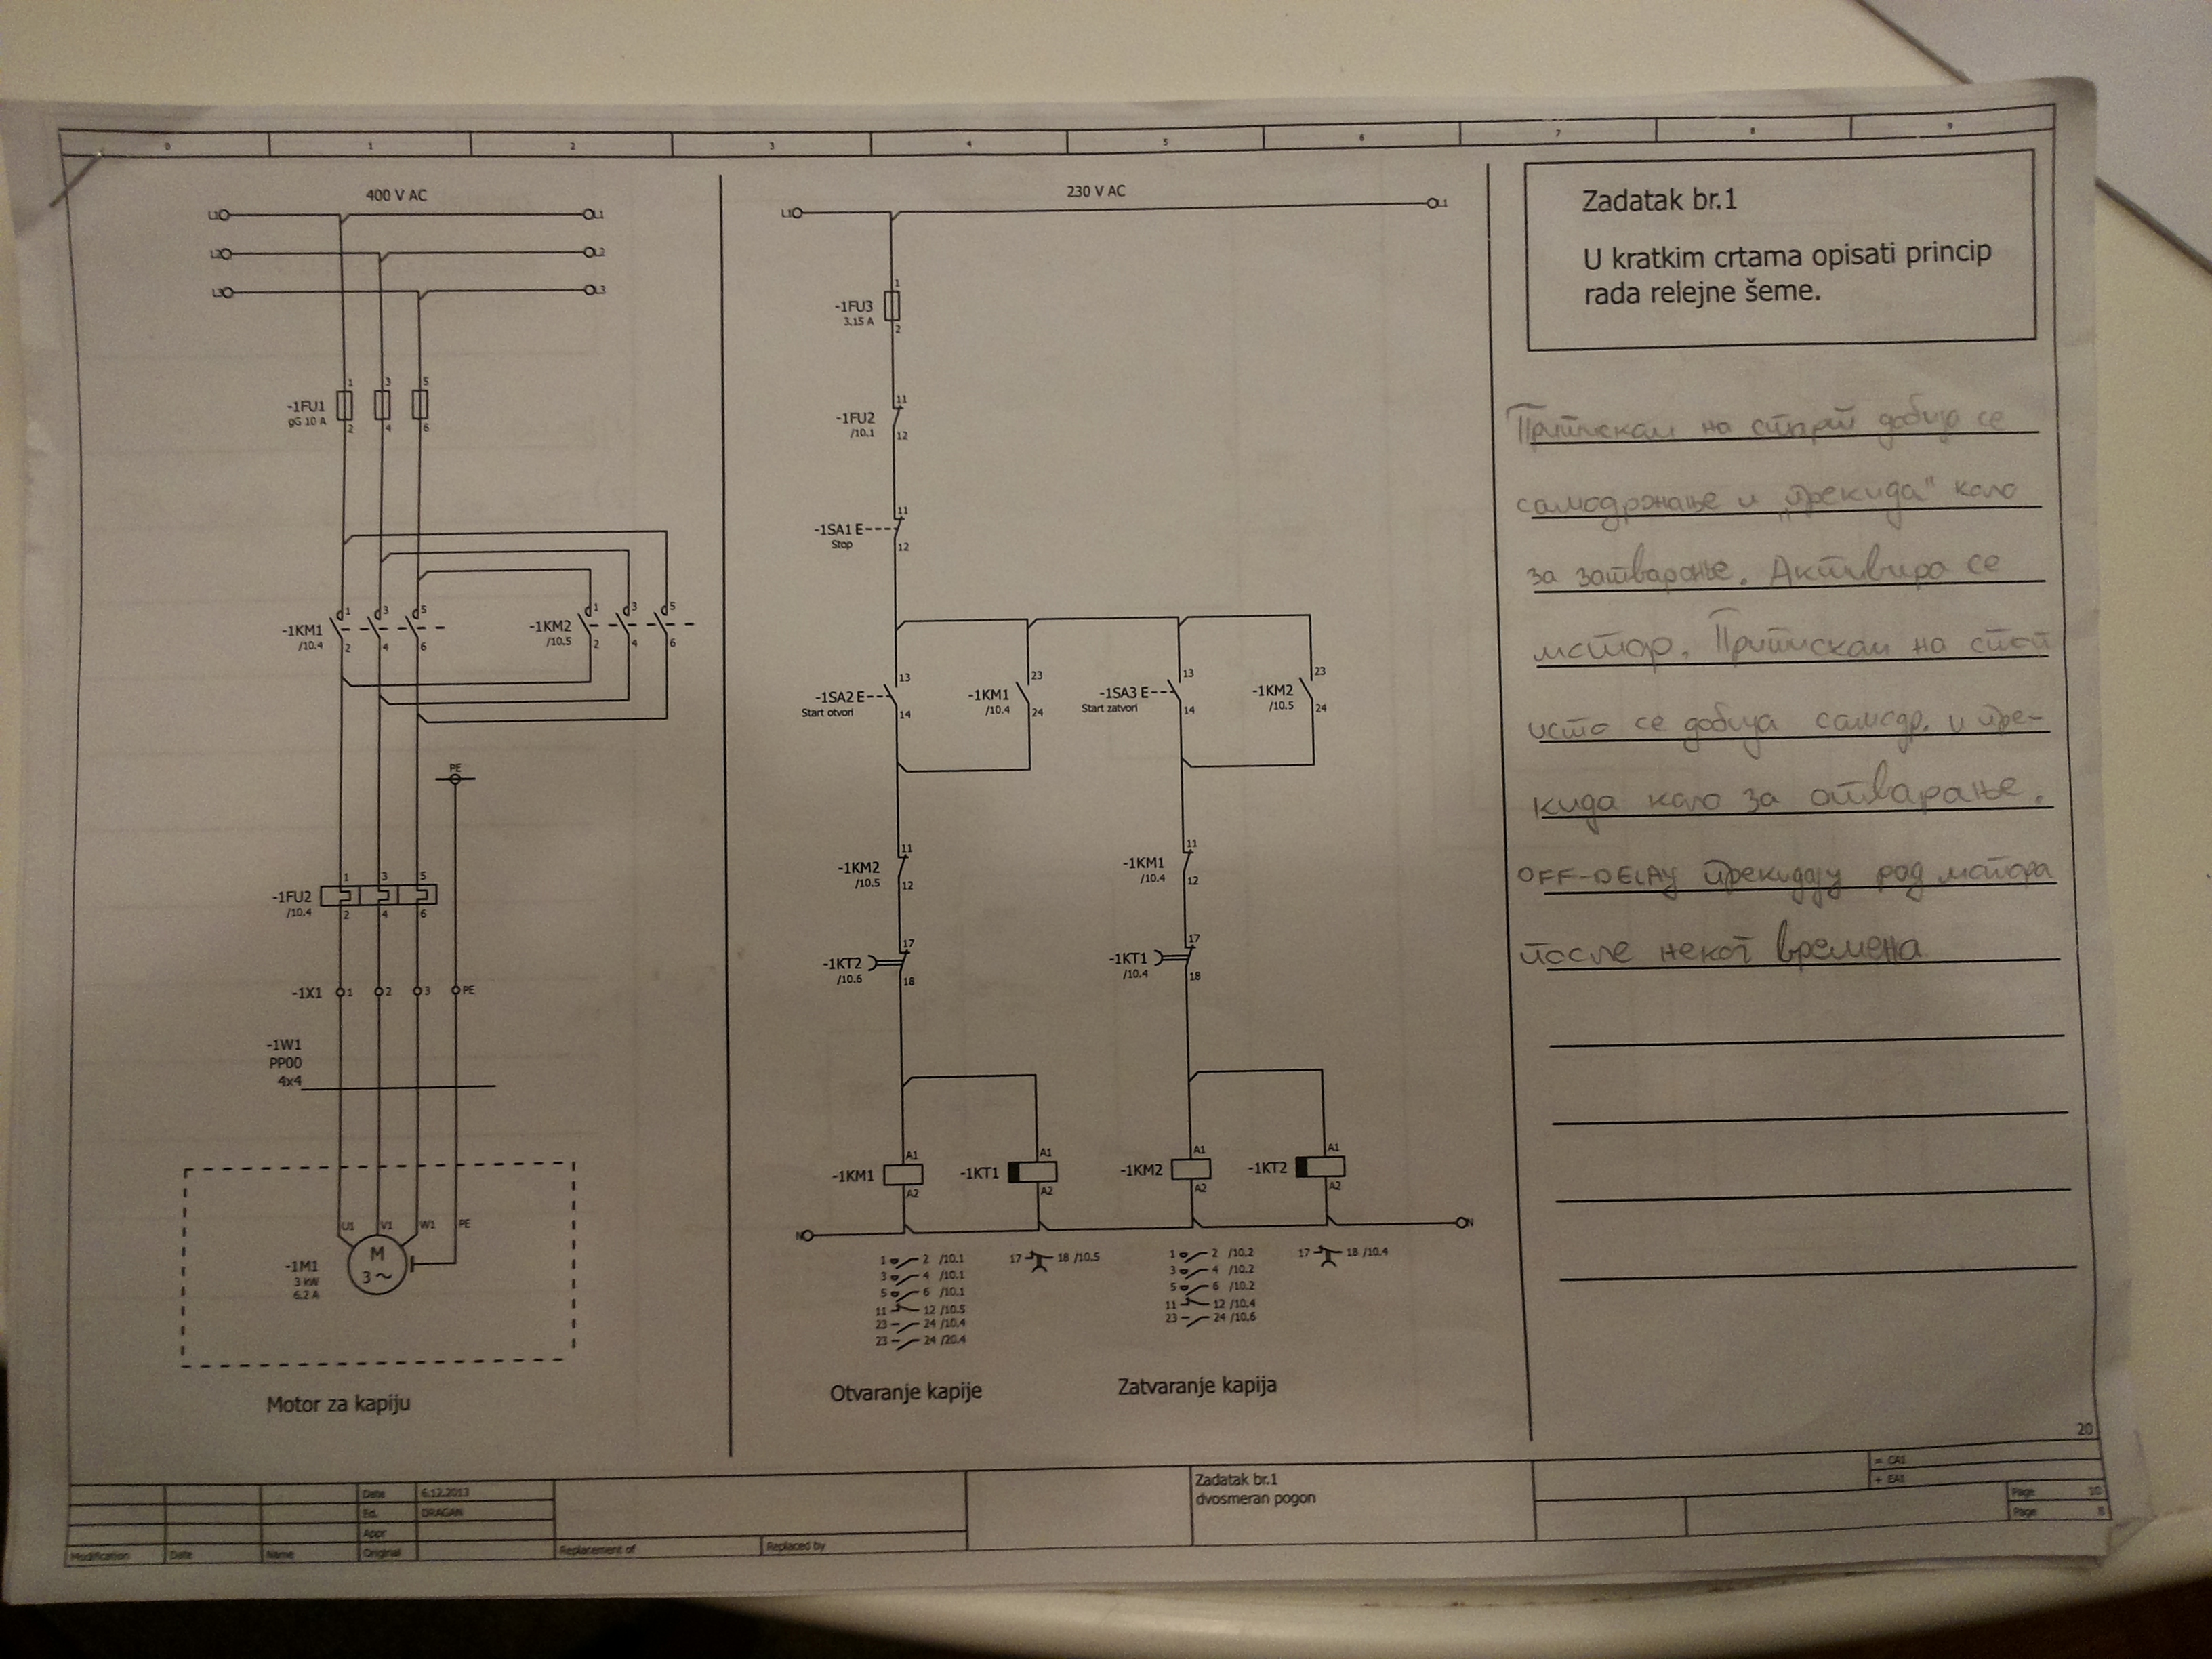 0 1 2 3 4 5 6 7 8 9
400 V AC
L1 L1
L2 L2
L3 L3
-1FU1
gG 10 A
1 3 5
2 4 6
-1KM1
/10.4
1 3 5
2 4 6
-1KM2
/10.5
1 3 5
2 4 6
PE
-1FU2
/10.4
1 3 5
2 4 6
-1X1 1 2 3 PE
-1W1
PP00
4x4
U1 V1 W1 PE
M
3~
-1M1
3 kW
6,2 A
Motor za kapiju
230 V AC
L1 L1
-1FU3
3,15 A
1
2
-1FU2
/10.1
11
12
-1SA1 E
Stop
11
12
-1SA2 E
Start otvori
13
14
-1KM1
/10.4
23
24
-1SA3 E
Start zatvori
13
14
-1KM2
/10.5
23
24
-1KM2
/10.5
11
12
-1KM1
/10.4
11
12
-1KT2
/10.6
17
18
-1KT1
/10.4
17
18
-1KM1 A1 A2
-1KT1 A1 A2
-1KM2 A1 A2
-1KT2 A1 A2
N N
1 2 /10.1
3 4 /10.1
5 6 /10.1
11 12 /10.5
23 24 /10.4
23 24 /20.4
17 18 /10.5
1 2 /10.2
3 4 /10.2
5 6 /10.2
11 12 /10.4
23 24 /10.6
17 18 /10.4
Otvaranje kapije
Zatvaranje kapija
Zadatak br.1
U kratkim crtama opisati princip
rada relejne šeme.
Притиском на старт добија се
самодржање и „прекида" коло
за затварање. Активира се
мотор. Притиском на стоп
исто се добија самодр. и пре-
кида коло за отварање.
OFF-DELAY прекидају рад мотора
после неког времена
20
Date 6.12.2013
Ed. DRAGAN
Appr
Modification Date Name Original
Replacement of
Replaced by
Zadatak br.1
dvosmeran pogon
= CA1
+ EA1
Page 10
Page 8